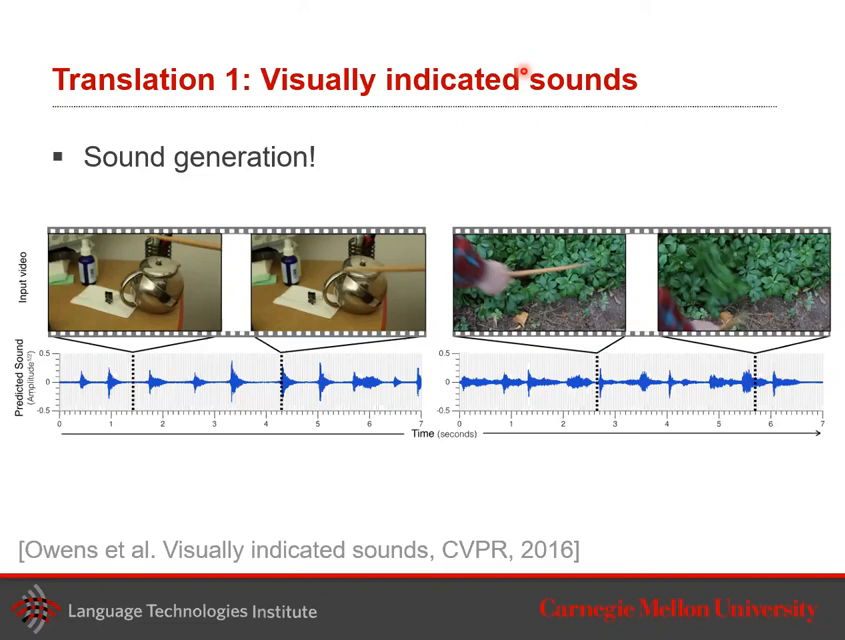 Translation 1: Visually indicated sounds
▪ Sound generation!
Input video
Predicted Sound
(Amplitude1/2)
0.5
0
-0.5
0 1 2 3 4 5 6 7
0.5
0
-0.5
0 1 2 3 4 5 6 7
Time (seconds)
[Owens et al. Visually indicated sounds, CVPR, 2016]
Language Technologies Institute
Carnegie Mellon University